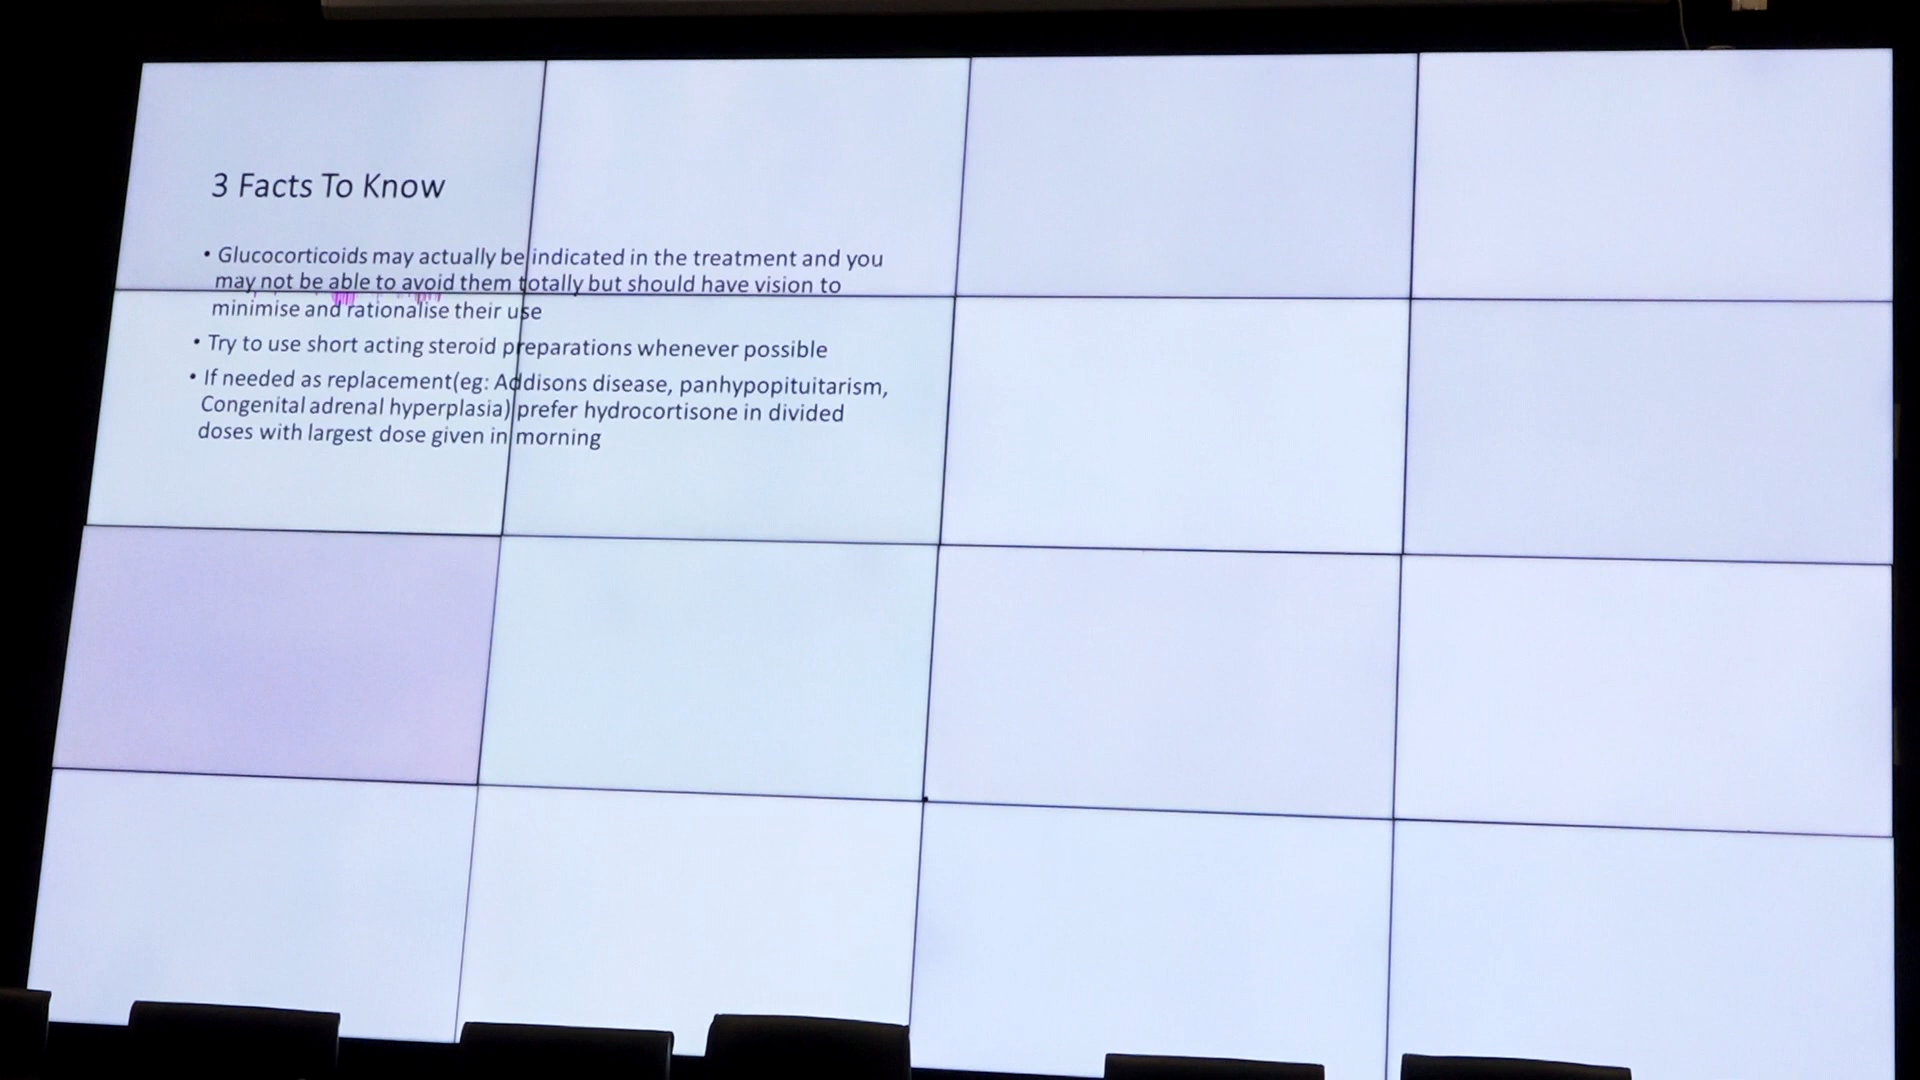 3 Facts To Know
• Glucocorticoids may actually be indicated in the treatment and you
may not be able to avoid them totally but should have vision to
minimise and rationalise their use
• Try to use short acting steroid preparations whenever possible
• If needed as replacement(eg: Addisons disease, panhypopituitarism,
Congenital adrenal hyperplasia) prefer hydrocortisone in divided
doses with largest dose given in morning